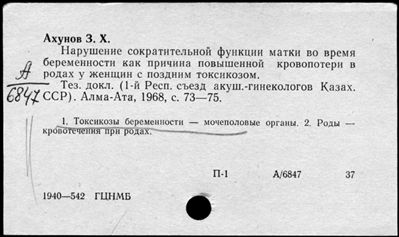 Ахунов З. Х.
Нарушение сократительной функции матки во время
беременности как причина повышенной кровопотери в
родах у женщин с поздним токсикозом.
Тез. докл. (1-й Респ. съезд акуш.-гинекологов Казах.
ССР). Алма-Ата, 1968, с. 73—75.
А
6847
1. Токсикозы беременности — мочеполовые органы. 2. Роды —
кровотечения при родах.
П-1 А/6847 37
1940—542 ГЦНМБ